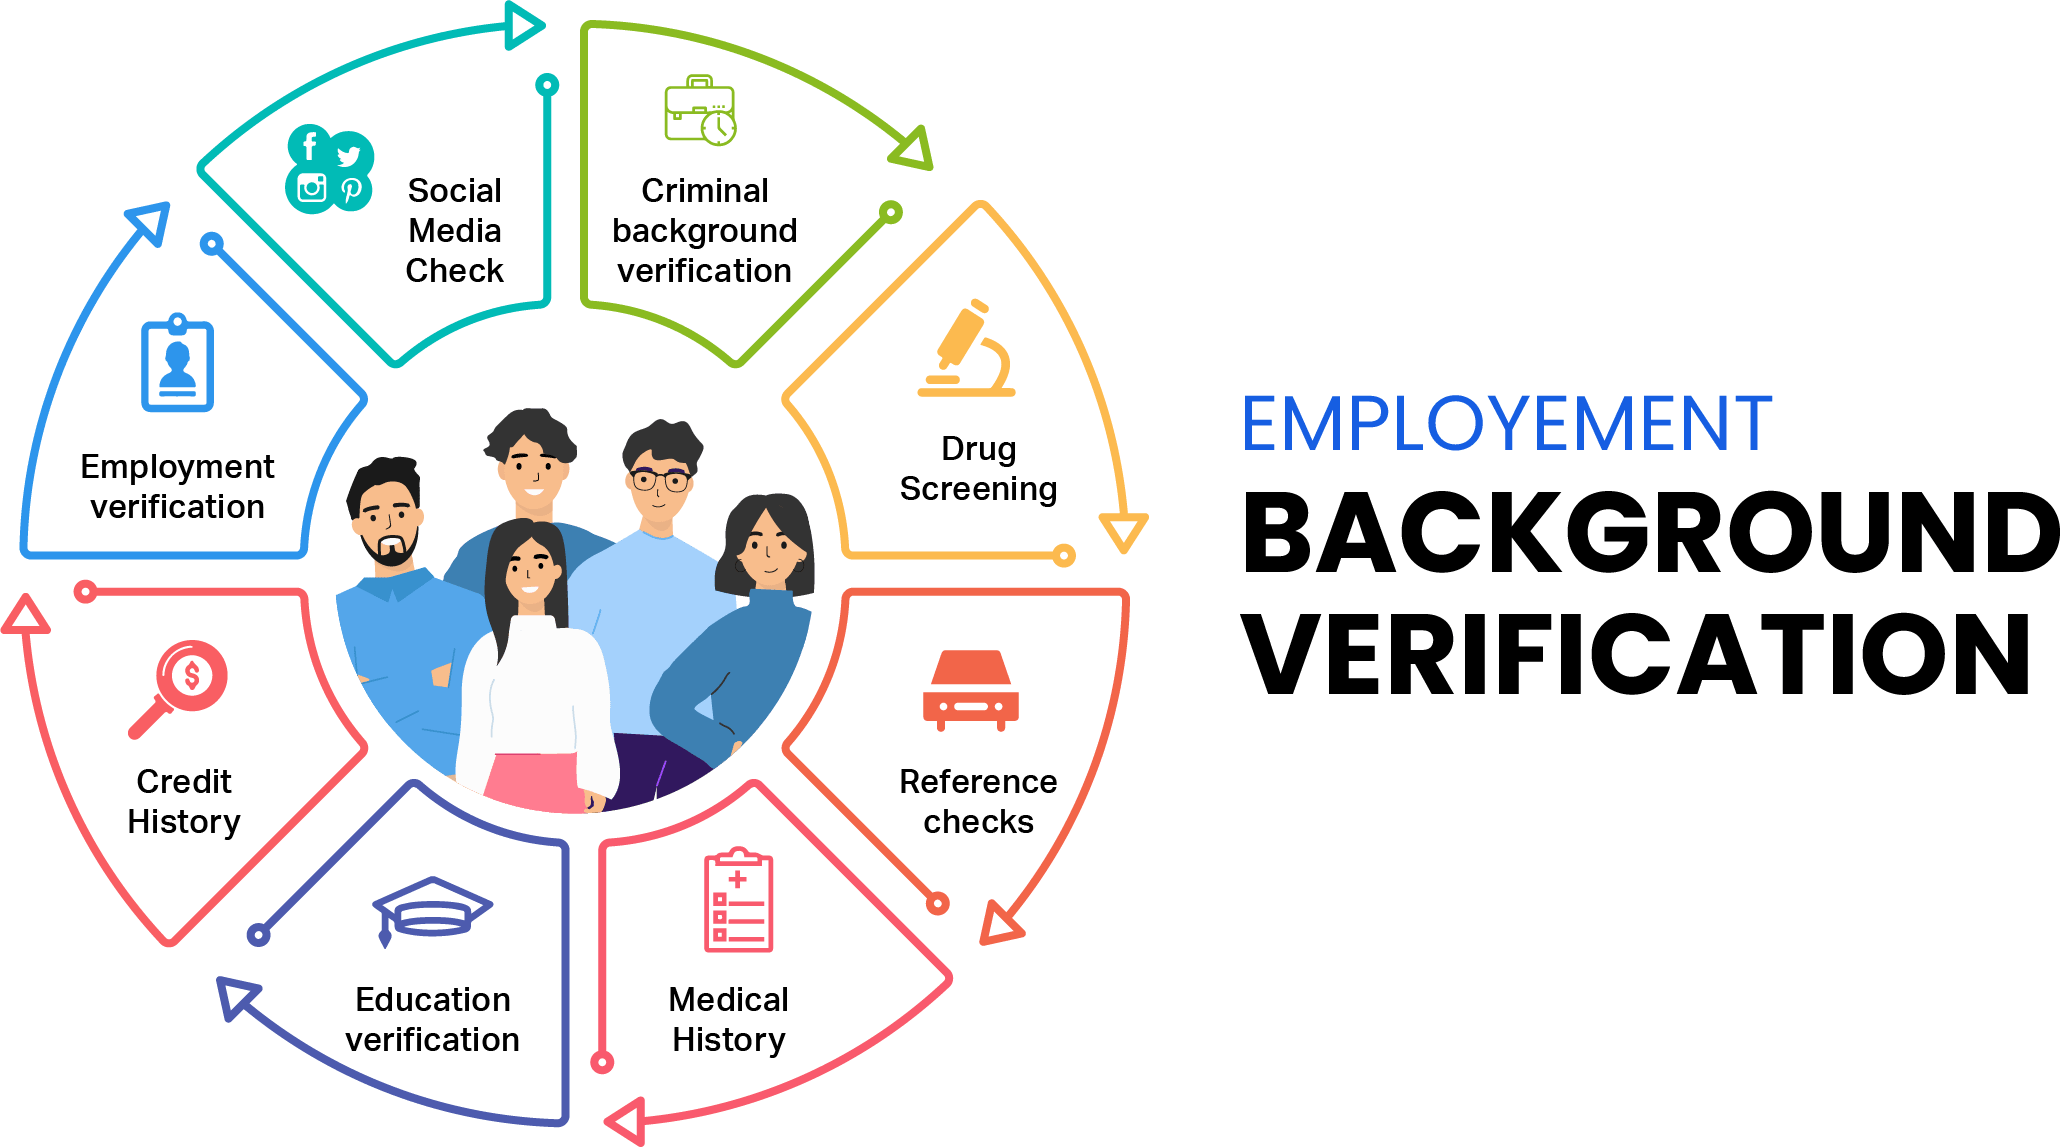 Social
Media
Check
Criminal
background
verification
Drug
Screening
Reference
checks
Medical
History
Education
verification
Credit
History
Employment
verification
EMPLOYEMENT
BACKGROUND
VERIFICATION